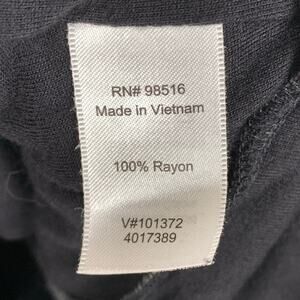 RN# 98516
Made in Vietnam
100% Rayon
V#101372
4017389